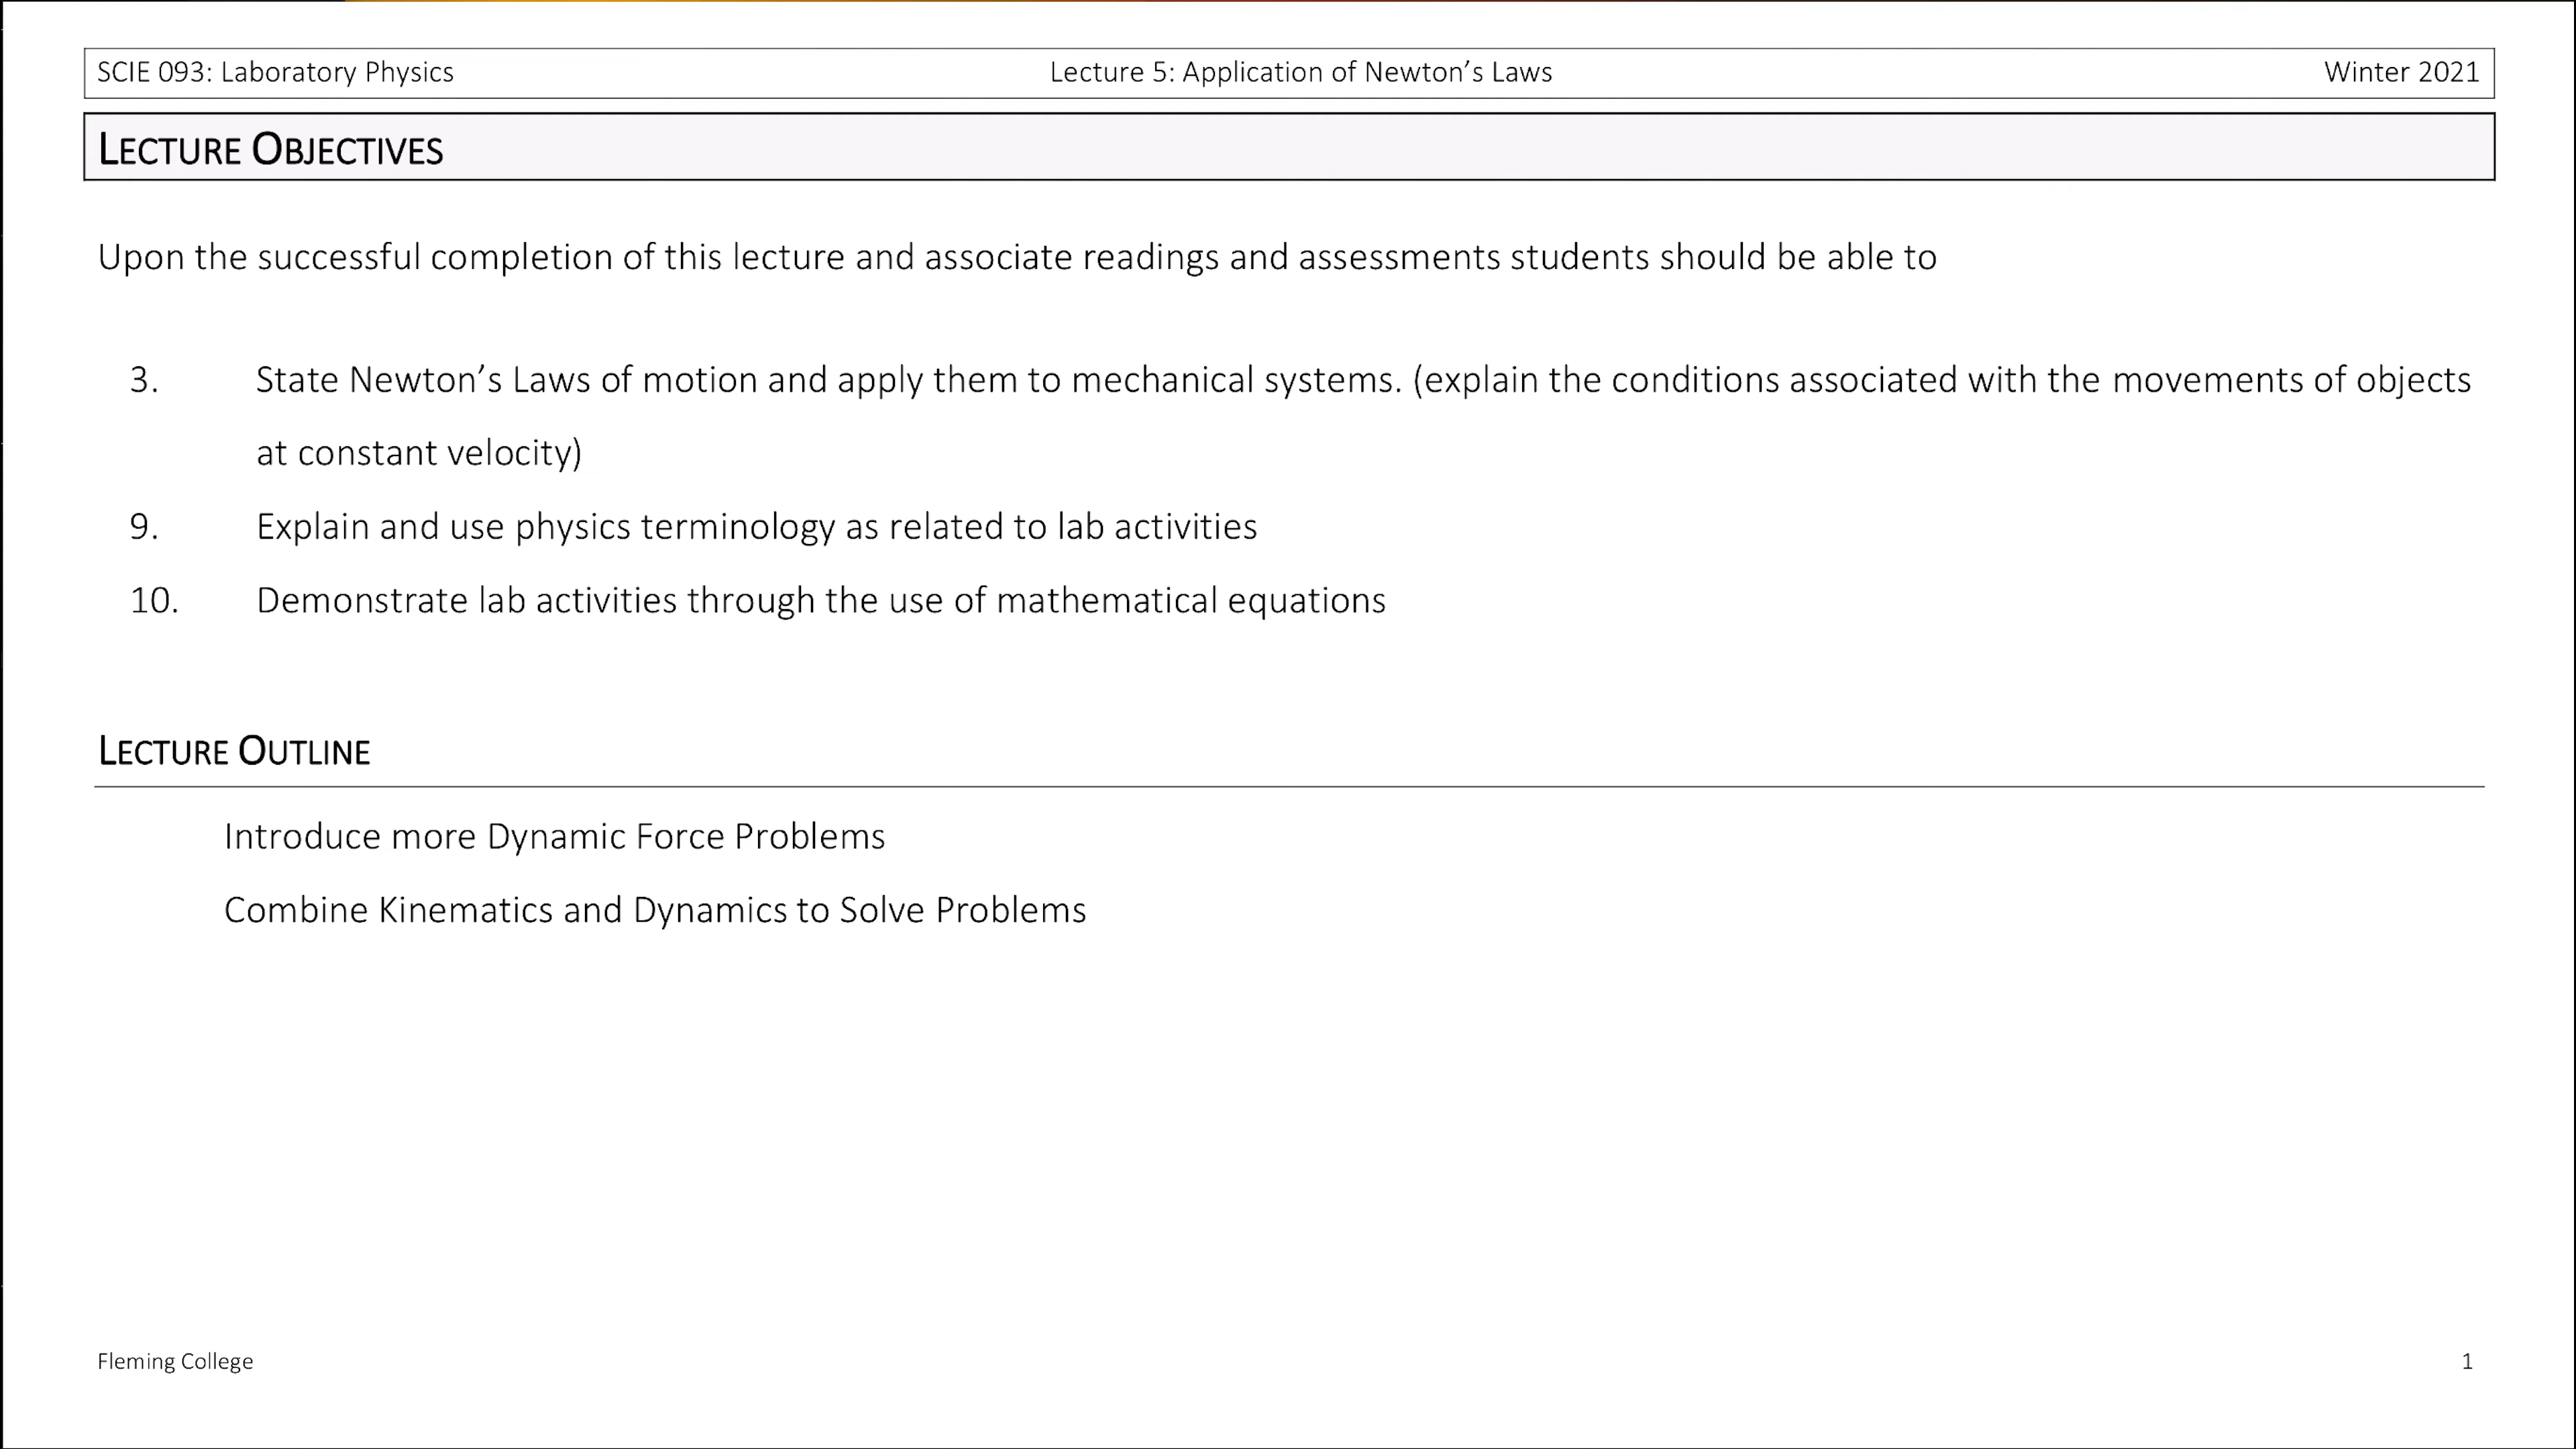 SCIE 093: Laboratory Physics Lecture 5: Application of Newton’s Laws Winter 2021
LECTURE OBJECTIVES
Upon the successful completion of this lecture and associate readings and assessments students should be able to
3. State Newton’s Laws of motion and apply them to mechanical systems. (explain the conditions associated with the movements of objects
at constant velocity)
9. Explain and use physics terminology as related to lab activities
10. Demonstrate lab activities through the use of mathematical equations
LECTURE OUTLINE
Introduce more Dynamic Force Problems
Combine Kinematics and Dynamics to Solve Problems
Fleming College 1